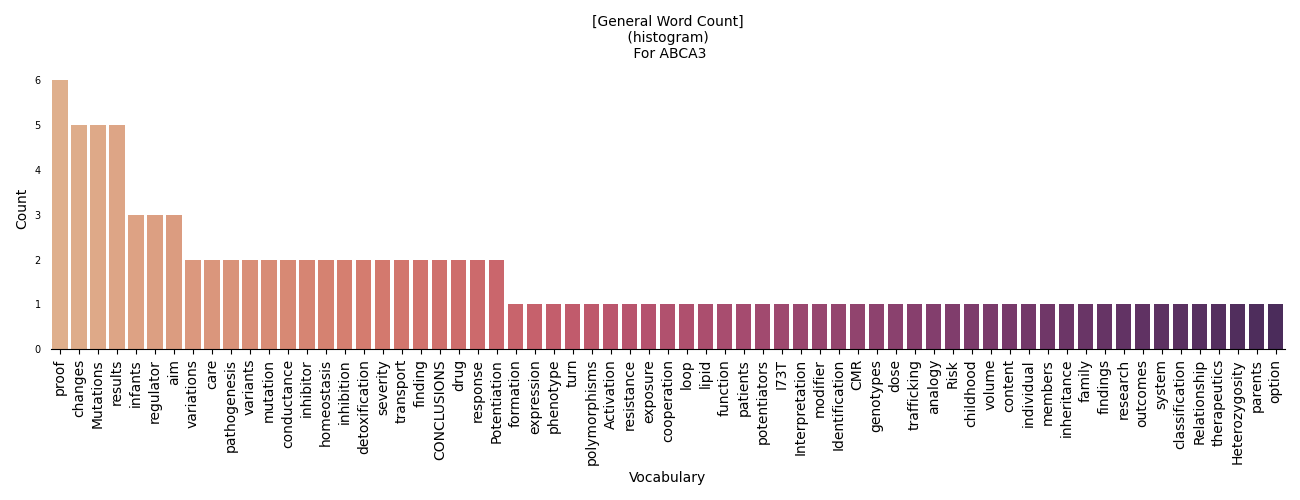 [General Word Count]
(histogram)
For ABCA3
6
5
4
3
2
1
0
Count
proof
changes
Mutations
results
infants
regulator
aim
variations
care
pathogenesis
variants
mutation
conductance
inhibitor
homeostasis
inhibition
detoxification
severity
transport
finding
CONCLUSIONS
drug
response
Potentiation
formation
expression
phenotype
turn
polymorphisms
Activation
resistance
exposure
cooperation
loop
lipid
function
patients
potentiators
I73T
Interpretation
modifier
Identification
CMR
genotypes
dose
trafficking
analogy
Risk
childhood
volume
content
individual
members
inheritance
family
findings
research
outcomes
system
classification
Relationship
therapeutics
Heterozygosity
parents
option
Vocabulary